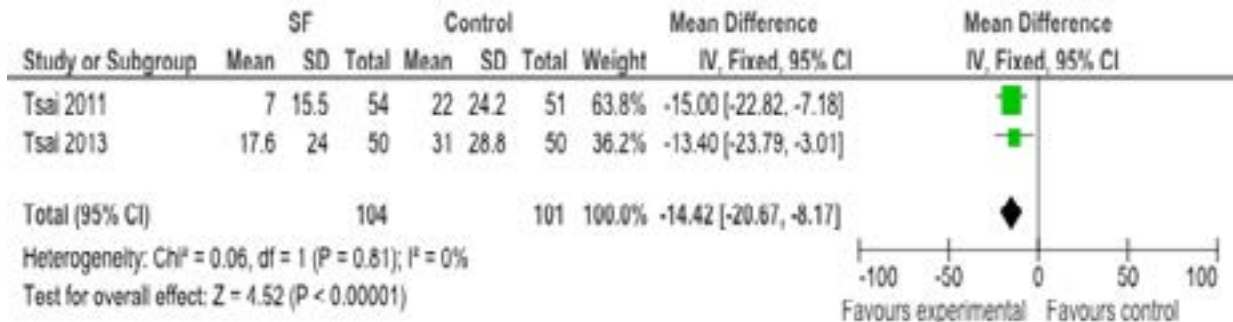 SF Control Mean Difference Mean Difference
Study or Subgroup Mean SD Total Mean SD Total Weight IV, Fixed, 95% CI IV, Fixed, 95% CI
Tsai 2011 7 15.5 54 22 24.2 51 63.8% -15.00 [-22.82, -7.18]
Tsai 2013 17.6 24 50 31 28.8 50 36.2% -13.40 [-23.79, -3.01]
Total (95% CI) 104 101 100.0% -14.42 [-20.67, -8.17]
Heterogeneity: Chi² = 0.06, df = 1 (P = 0.81); I² = 0%
Test for overall effect: Z = 4.52 (P < 0.00001)
-100 -50 0 50 100
Favours experimental Favours control